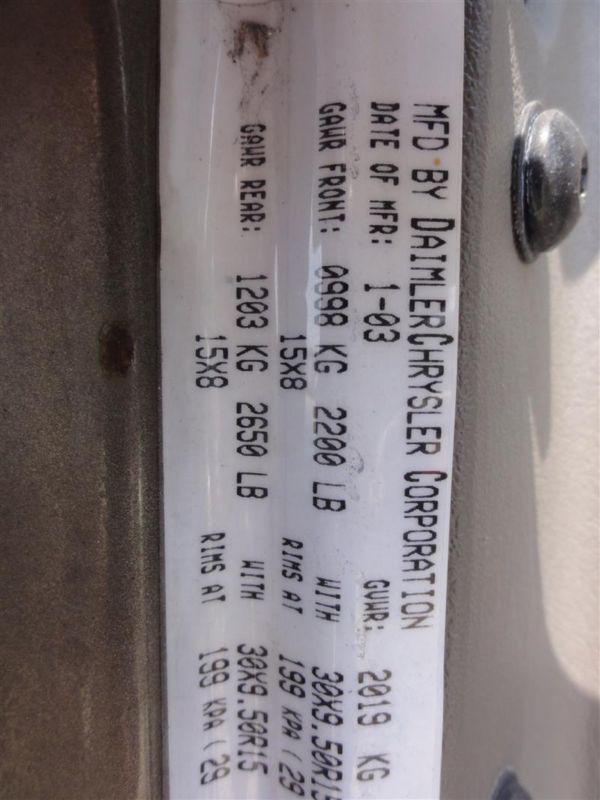 MFD BY DAIMLERCHRYSLER CORPORATION
DATE OF MFR: 1-03 GVWR: 2019 KG
GAWR FRONT: 0998 KG 2200 LB WITH 30X9.50R15
15X8 RIMS AT 199 KPA (29
GAWR REAR: 1203 KG 2650 LB WITH 30X9.50R15
15X8 RIMS AT 199 KPA (29